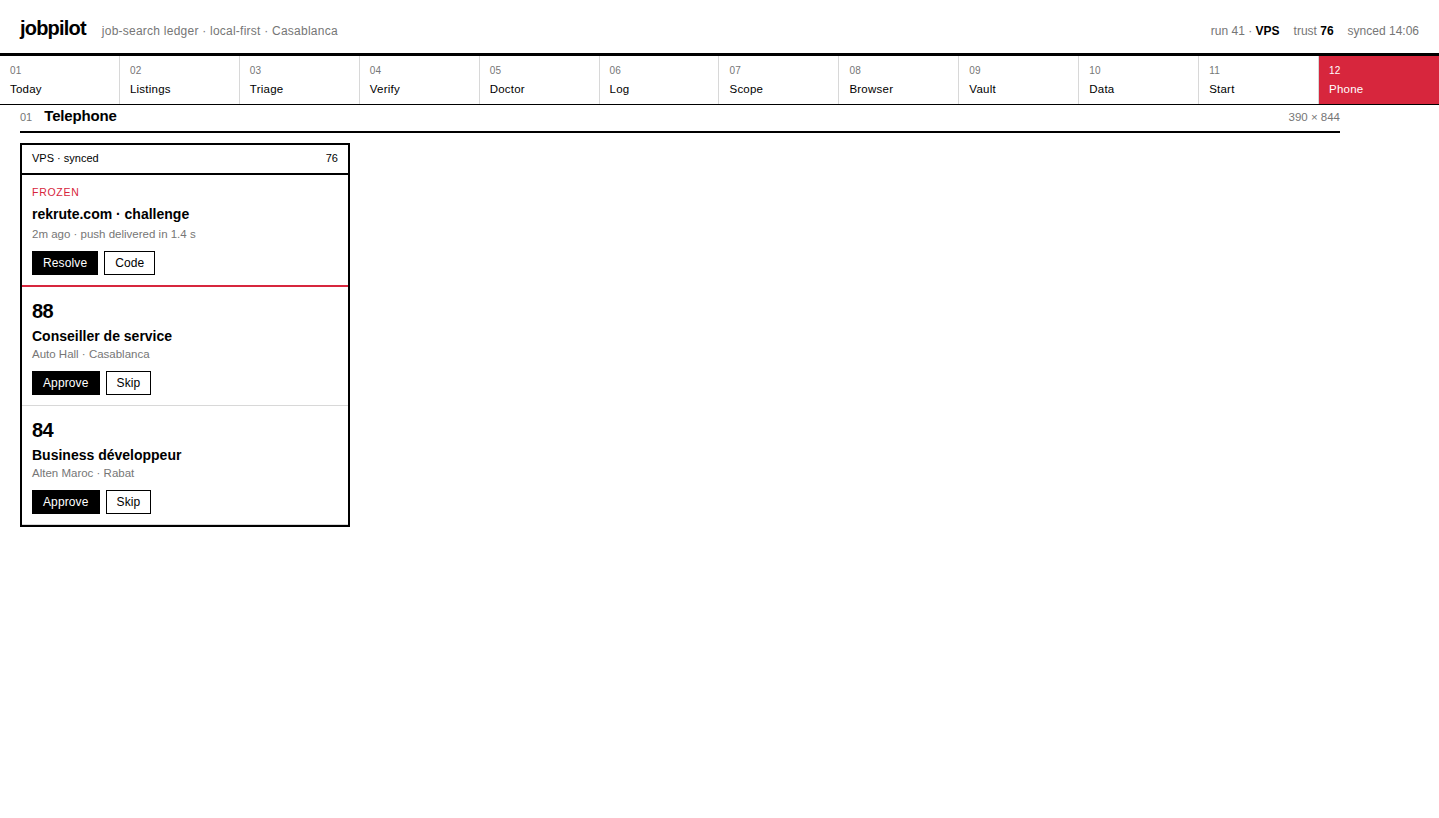 jobpilot job-search ledger · local-first · Casablanca run 41 · VPS trust 76 synced 14:06
01 02 03 04 05 06 07 08 09 10 11 12
Today Listings Triage Verify Doctor Log Scope Browser Vault Data Start Phone
01 Telephone 390 × 844
VPS · synced 76
FROZEN
rekrute.com · challenge
2m ago · push delivered in 1.4 s
Resolve Code
88
Conseiller de service
Auto Hall · Casablanca
Approve Skip
84
Business développeur
Alten Maroc · Rabat
Approve Skip